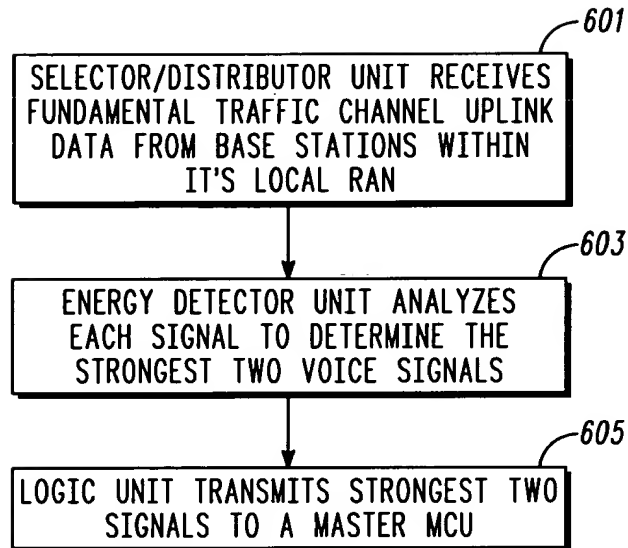 601
SELECTOR/DISTRIBUTOR UNIT RECEIVES
FUNDAMENTAL TRAFFIC CHANNEL UPLINK
DATA FROM BASE STATIONS WITHIN
IT'S LOCAL RAN
603
ENERGY DETECTOR UNIT ANALYZES
EACH SIGNAL TO DETERMINE THE
STRONGEST TWO VOICE SIGNALS
605
LOGIC UNIT TRANSMITS STRONGEST TWO
SIGNALS TO A MASTER MCU